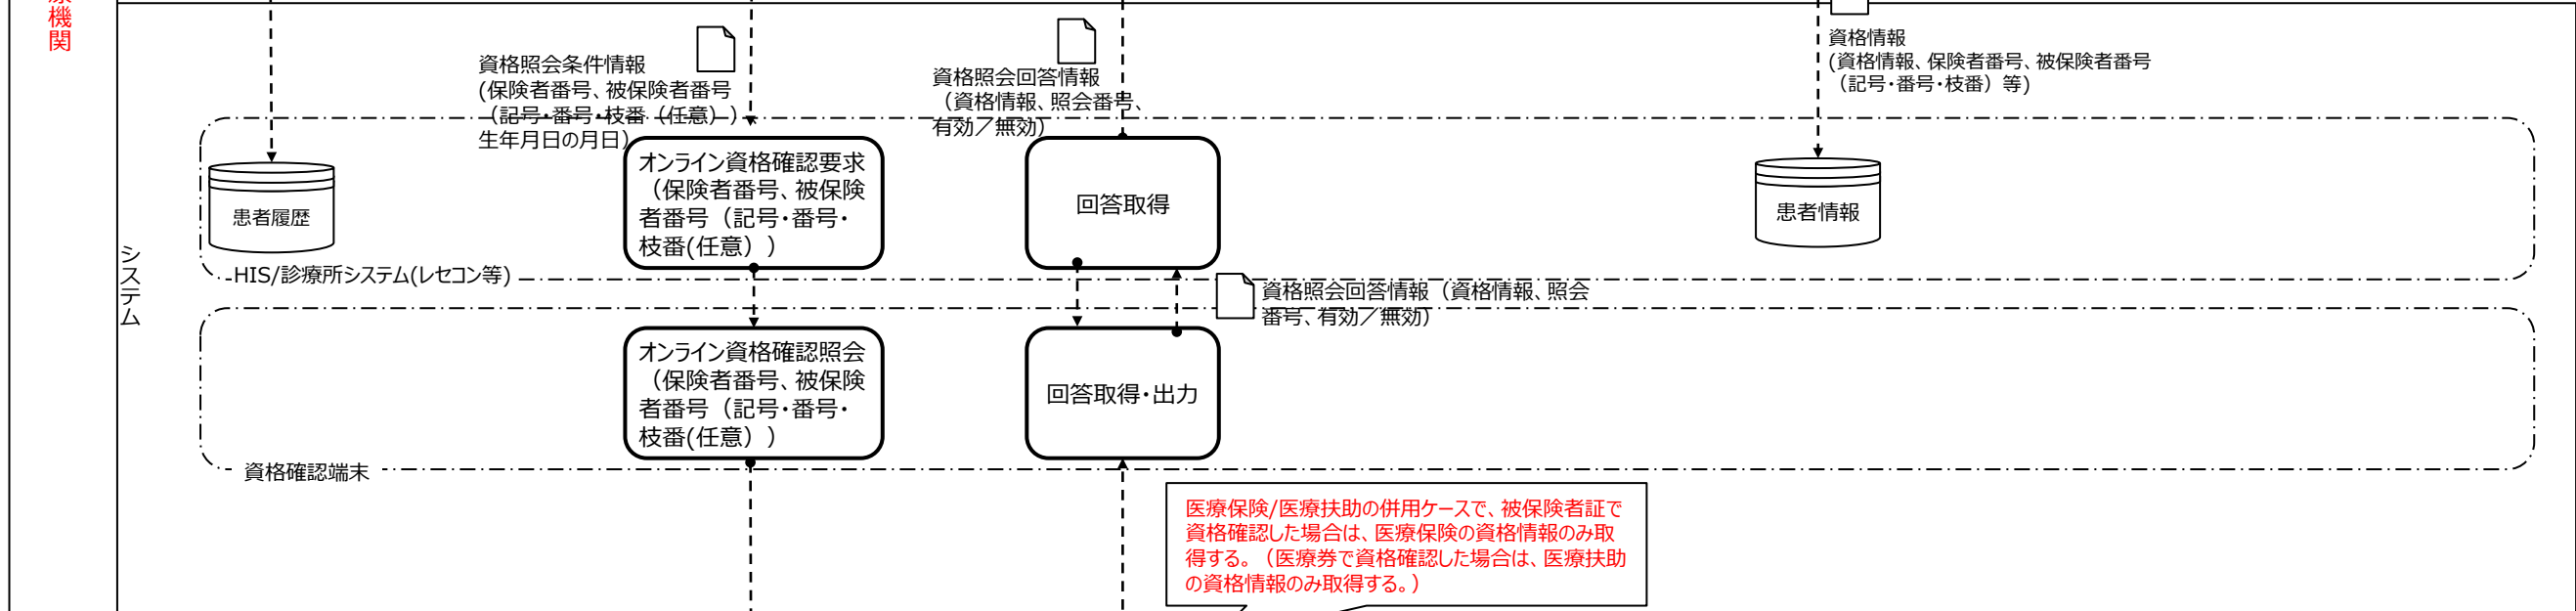 機関
システム
資格照会条件情報
(保険者番号、被保険者番号
（記号・番号・枝番（任意））
生年月日の月日)
資格照会回答情報
（資格情報、照会番号、
有効／無効）
資格情報
(資格情報、保険者番号、被保険者番号
（記号・番号・枝番）等)
患者履歴
オンライン資格確認要求
（保険者番号、被保険
者番号（記号・番号・
枝番(任意））
回答取得
患者情報
HIS/診療所システム(レセコン等)
資格照会回答情報（資格情報、照会
番号、有効／無効）
オンライン資格確認照会
（保険者番号、被保険
者番号（記号・番号・
枝番(任意））
回答取得・出力
資格確認端末
医療保険/医療扶助の併用ケースで、被保険者証で
資格確認した場合は、医療保険の資格情報のみ取
得する。（医療券で資格確認した場合は、医療扶助
の資格情報のみ取得する。）